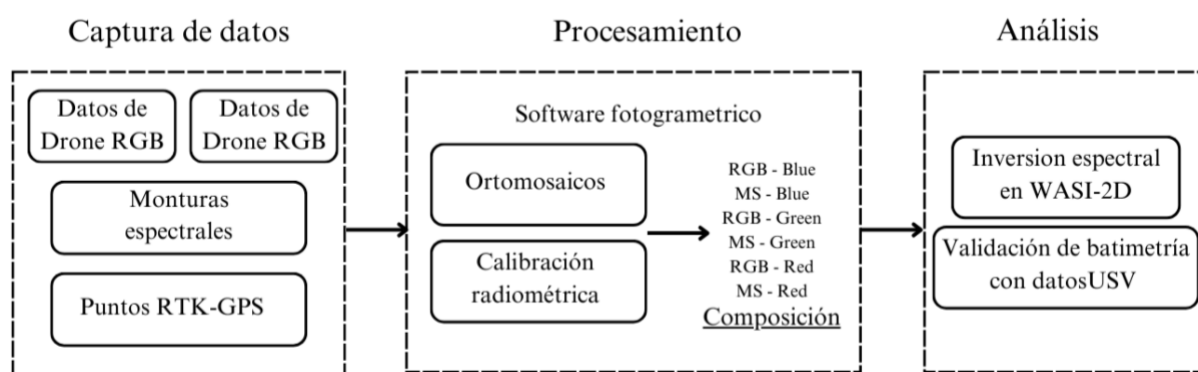 Captura de datos
Procesamiento
Análisis
Datos de
Drone RGB
Datos de
Drone RGB
Monturas
espectrales
Puntos RTK-GPS
Software fotogrametrico
Ortomosaicos
Calibración
radiométrica
RGB - Blue
MS - Blue
RGB - Green
MS - Green
RGB - Red
MS - Red
Composición
Inversion espectral
en WASI-2D
Validación de batimetría
con datosUSV